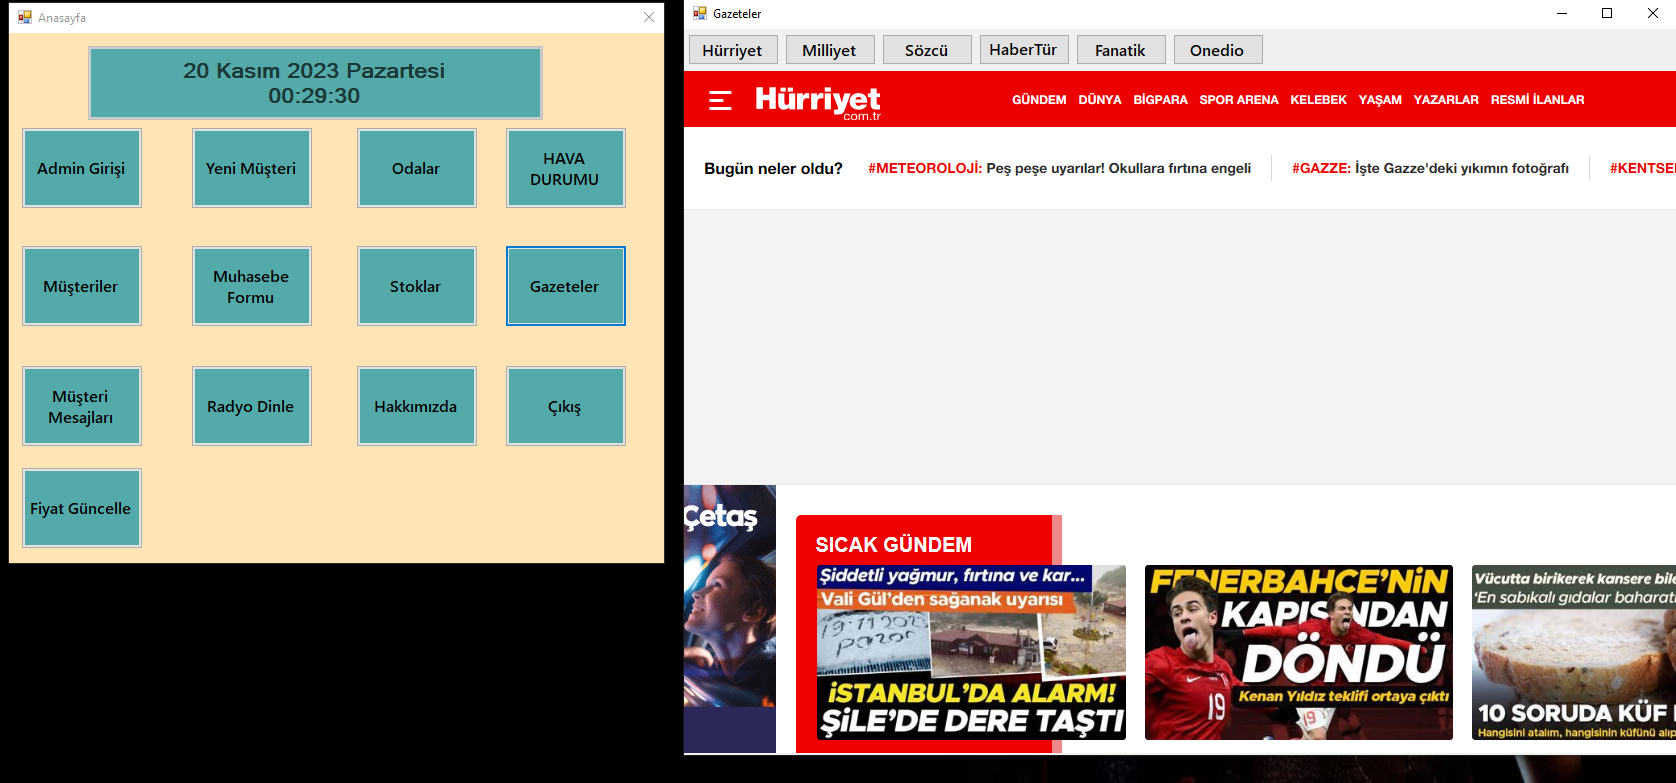 Anasayfa
20 Kasım 2023 Pazartesi
00:29:30
Admin Girişi
Yeni Müşteri
Odalar
HAVA
DURUMU
Müşteriler
Muhasebe
Formu
Stoklar
Gazeteler
Müşteri
Mesajları
Radyo Dinle
Hakkımızda
Çıkış
Fiyat Güncelle
Gazeteler
Hürriyet
Milliyet
Sözcü
HaberTür
Fanatik
Onedio
Hürriyet
com.tr
GÜNDEM DÜNYA BİGPARA SPOR ARENA KELEBEK YAŞAM YAZARLAR RESMİ İLANLAR
Bugün neler oldu? #METEOROLOJİ: Peş peşe uyarılar! Okullara fırtına engeli #GAZZE: İşte Gazze'deki yıkımın fotoğrafı #KENTSE
Çetaş
SICAK GÜNDEM
Şiddetli yağmur, fırtına ve kar...
Vali Gül'den sağanak uyarısı
19.11.2023
Pazar
İSTANBUL'DA ALARM!
ŞİLE'DE DERE TAŞTI
FENERBAHÇE'NİN
KAPISINDAN
DÖNDÜ
Kenan Yıldız teklifi ortaya çıktı
19
19
Vücutta birikerek kansere bile
'En sabıkalı gıdalar baharat
10 SORUDA KÜF
Hangisini atalım, hangisinin küfünü alıp